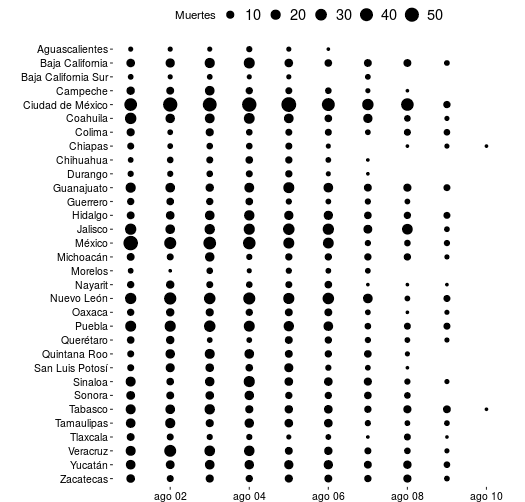 Muertes 10 20 30 40 50
Aguascalientes
Baja California
Baja California Sur
Campeche
Ciudad de México
Coahuila
Colima
Chiapas
Chihuahua
Durango
Guanajuato
Guerrero
Hidalgo
Jalisco
México
Michoacán
Morelos
Nayarit
Nuevo León
Oaxaca
Puebla
Querétaro
Quintana Roo
San Luis Potosí
Sinaloa
Sonora
Tabasco
Tamaulipas
Tlaxcala
Veracruz
Yucatán
Zacatecas
ago 02 ago 04 ago 06 ago 08 ago 10